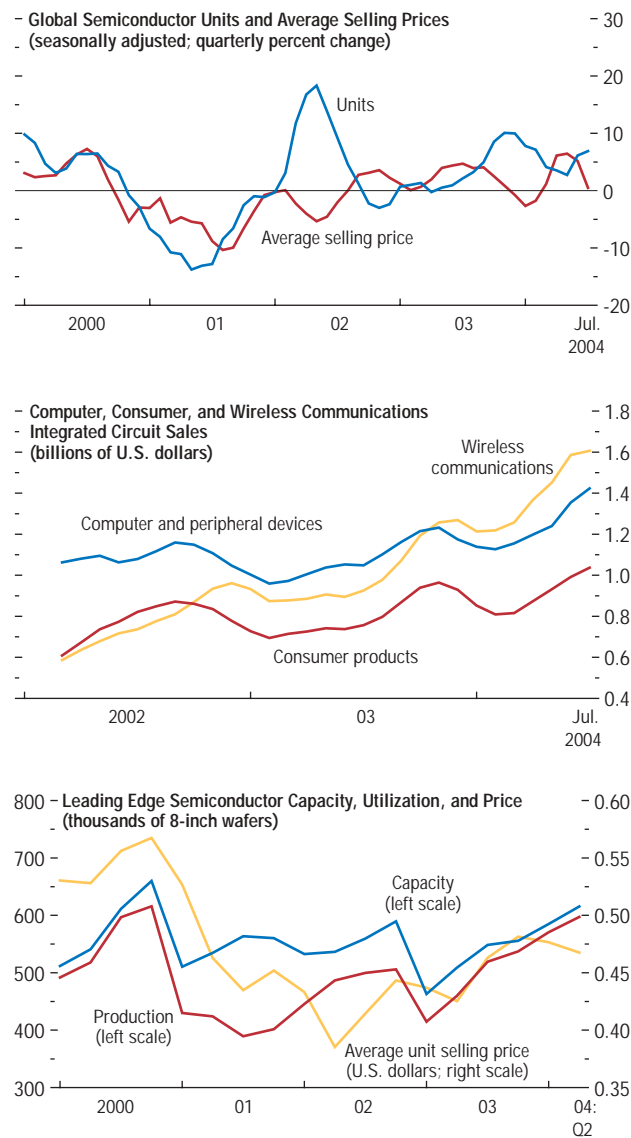 Global Semiconductor Units and Average Selling Prices
(seasonally adjusted; quarterly percent change)
30
20
10
0
-10
-20
Units
Average selling price
2000 01 02 03 Jul.
2004
Computer, Consumer, and Wireless Communications
Integrated Circuit Sales
(billions of U.S. dollars)
1.8
1.6
1.4
1.2
1.0
0.8
0.6
0.4
Wireless
communications
Computer and peripheral devices
Consumer products
2002 03 Jul.
2004
Leading Edge Semiconductor Capacity, Utilization, and Price
(thousands of 8-inch wafers)
800
700
600
500
400
300
0.60
0.55
0.50
0.45
0.40
0.35
Capacity
(left scale)
Production
(left scale)
Average unit selling price
(U.S. dollars; right scale)
2000 01 02 03 04:
Q2